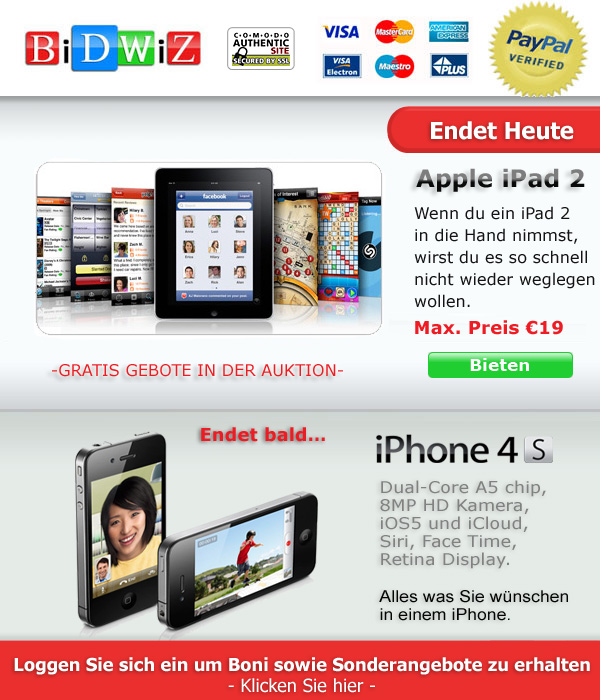 BiDWiZ
COMODO
AUTHENTIC
SITE
SECURED BY SSL
VISA
MasterCard
AMERICAN
EXPRESS
VISA
Electron
Maestro
PLUS
PayPal
VERIFIED
Endet Heute
Apple iPad 2
Wenn du ein iPad 2
in die Hand nimmst,
wirst du es so schnell
nicht wieder weglegen
wollen.
Max. Preis €19
Bieten
facebook
-GRATIS GEBOTE IN DER AUKTION-
Endet bald...
iPhone 4 S
Dual-Core A5 chip,
8MP HD Kamera,
iOS5 und iCloud,
Siri, Face Time,
Retina Display.
Alles was Sie wünschen
in einem iPhone.
Loggen Sie sich ein um Boni sowie Sonderangebote zu erhalten
- Klicken Sie hier -